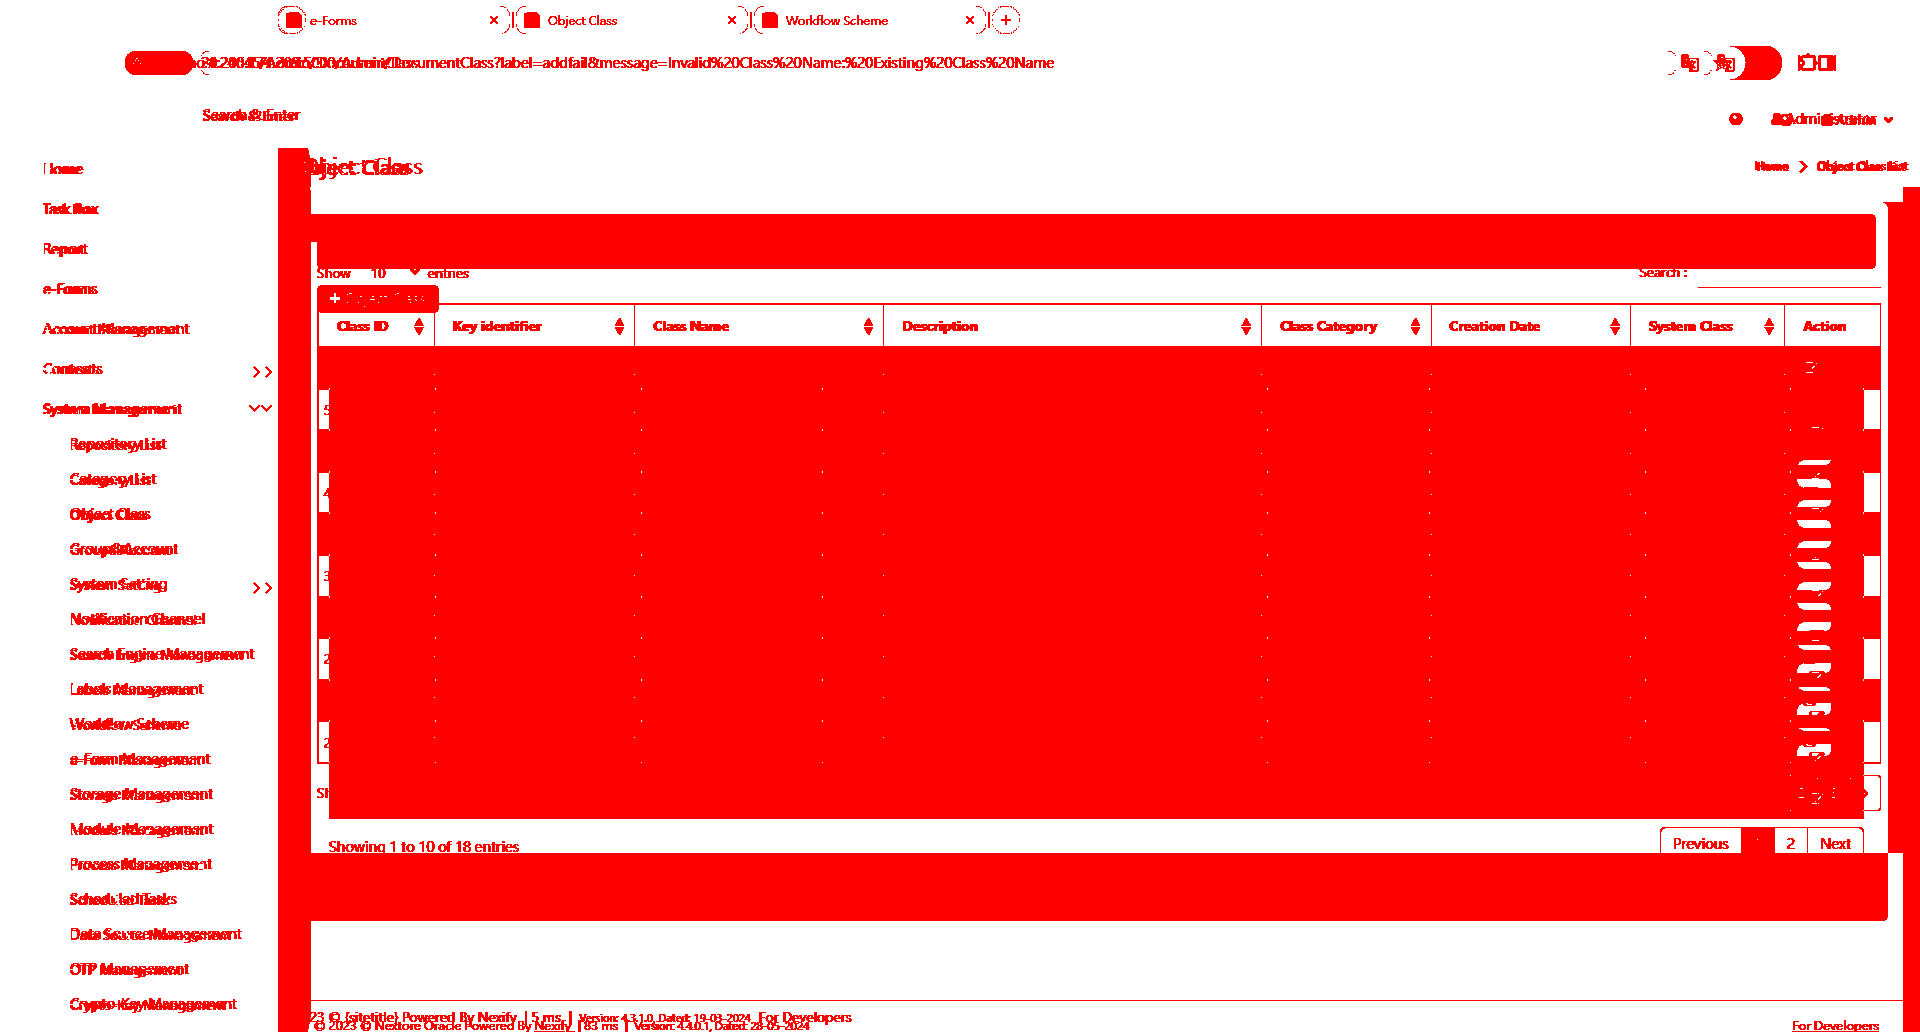 e-Forms
Object Class
Workflow Scheme
DocumentClass?label=addfail&message=Invalid%20Class%20Name:%20Existing%20Class%20Name
Search & Enter
Administrator
Object Class
Home
Object Class List
Home
Task Box
Report
e-Forms
Account Management
Contents
System Management
Repository List
Category List
Object Class
Group & Account
System Setting
Notification Channel
Search Engine Management
Labels Management
Workflow Scheme
e-Form Management
Storage Management
Module Management
Process Management
Scheduled Tasks
Data Source Management
OTP Management
Crypto Key Management
Show 10 entries
Search :
+ Object Class
Class ID Key identifier Class Name Description Class Category Creation Date System Class Action
Showing 1 to 10 of 18 entries
Previous 2 Next
23 © {sitetitle} Powered By Nexify | 5 ms | Version: 4.3.1.0, Dated: 19-03-2024 For Developers
© 2023 © Nextore Oracle Powered By Nexify | 83 ms | Version: 4.4.0.1, Dated: 28-05-2024
For Developers